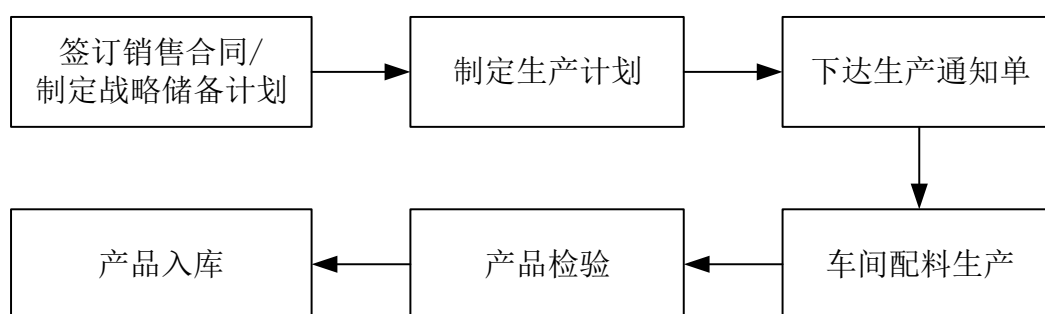 签订销售合同/
制定战略储备计划
制定生产计划
下达生产通知单
车间配料生产
产品检验
产品入库